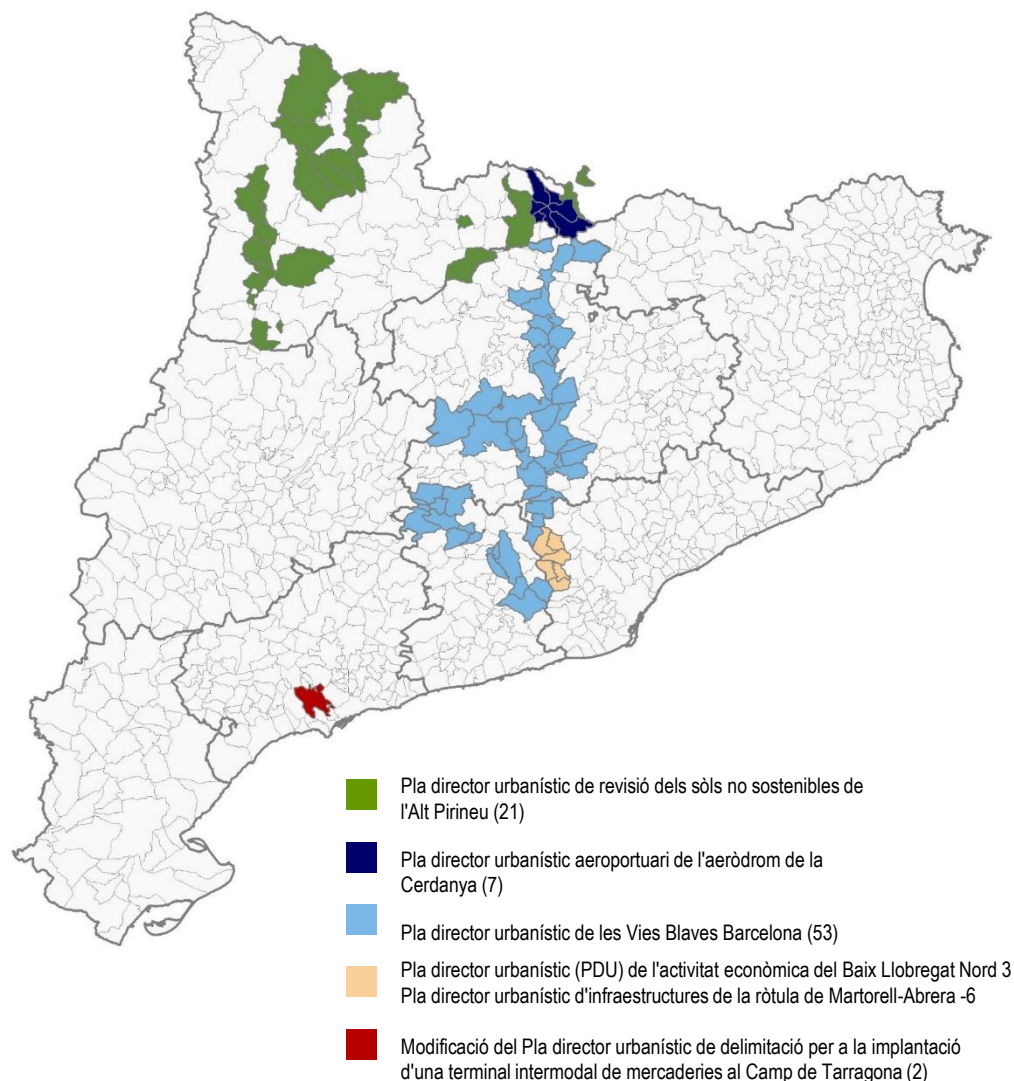 Pla director urbanístic de revisió dels sòls no sostenibles de
l'Alt Pirineu (21)
Pla director urbanístic aeroportuari de l'aeròdrom de la
Cerdanya (7)
Pla director urbanístic de les Vies Blaves Barcelona (53)
Pla director urbanístic (PDU) de l'activitat econòmica del Baix Llobregat Nord 3
Pla director urbanístic d'infraestructures de la ròtula de Martorell-Abrera -6
Modificació del Pla director urbanístic de delimitació per a la implantació
d'una terminal intermodal de mercaderies al Camp de Tarragona (2)